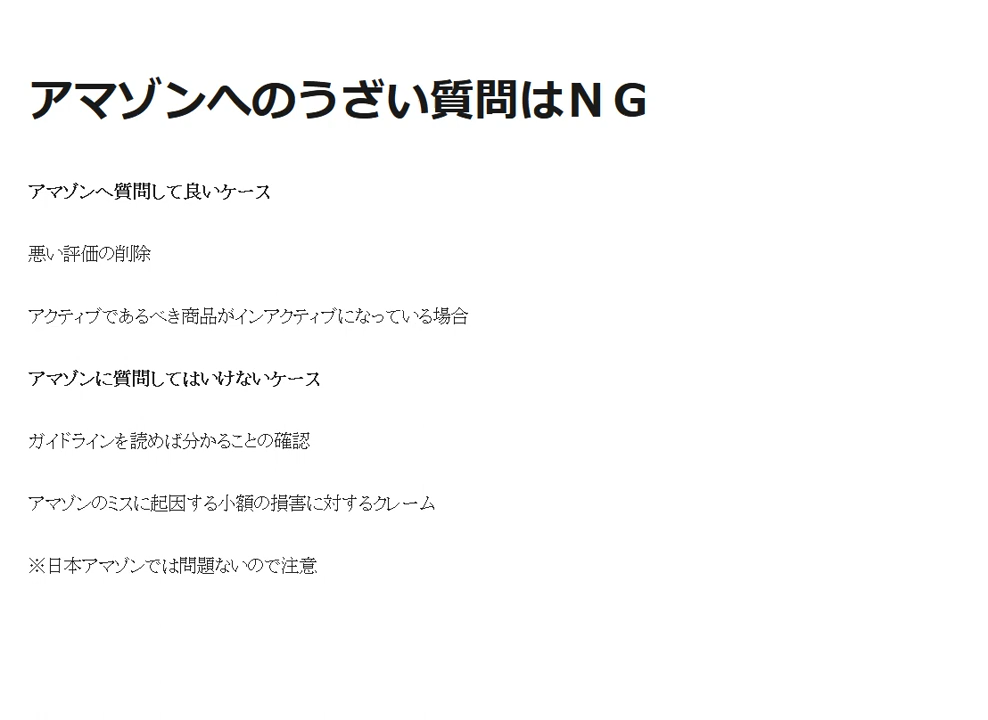 アマゾンへのうざい質問はＮＧ
アマゾンへ質問して良いケース
悪い評価の削除
アクティブであるべき商品がインアクティブになっている場合
アマゾンに質問してはいけないケース
ガイドラインを読めば分かることの確認
アマゾンのミスに起因する小額の損害に対するクレーム
※日本アマゾンでは問題ないので注意